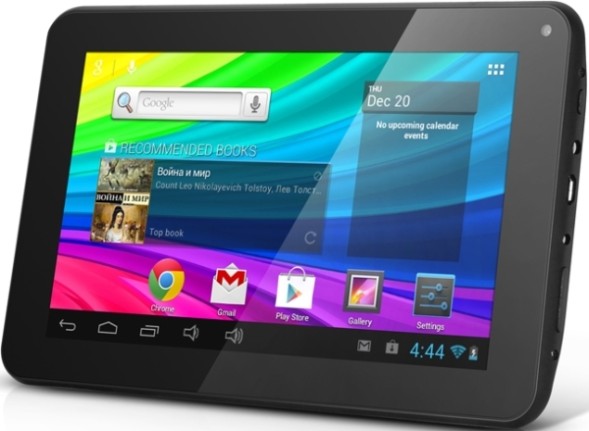 Google
THU
Dec 20
No upcoming calendar
events
RECOMMENDED BOOKS
Война и мир
Count Leo Nikolayevich Tolstoy, Лев Толст...
ВОЙНА И МИР
Top book
Chrome
Gmail
Play Store
Gallery
Settings
4:44